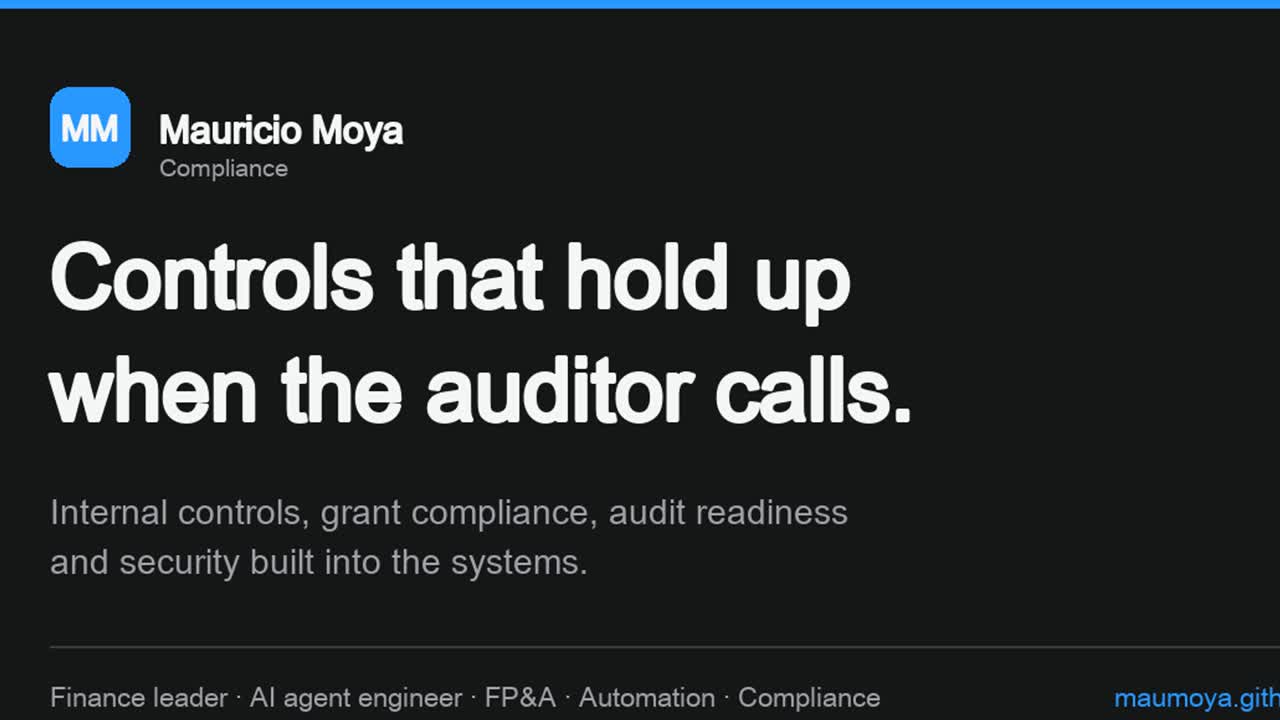 MM
Mauricio Moya
Compliance
Controls that hold up
when the auditor calls.
Internal controls, grant compliance, audit readiness
and security built into the systems.
Finance leader · AI agent engineer · FP&A · Automation · Compliance
maumoya.gith